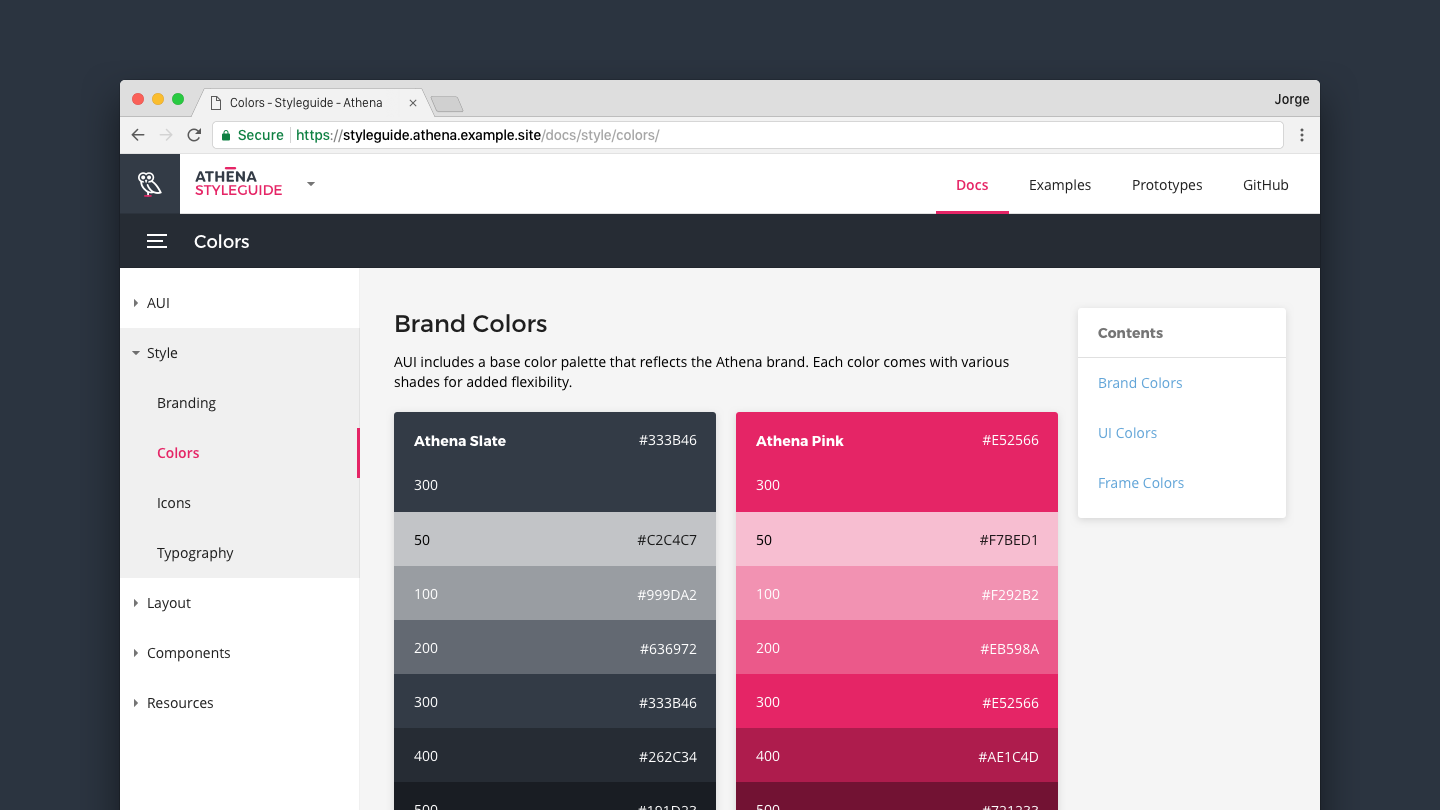 Colors - Styleguide - Athena
Jorge
Secure https://styleguide.athena.example.site/docs/style/colors/
ATHĒNA
STYLEGUIDE
Docs Examples Prototypes GitHub
Colors
AUI
Style
Branding
Colors
Icons
Typography
Layout
Components
Resources
Brand Colors
AUI includes a base color palette that reflects the Athena brand. Each color comes with various
shades for added flexibility.
Athena Slate #333B46
300
50 #C2C4C7
100 #999DA2
200 #636972
300 #333B46
400 #262C34
500 #191D23
Athena Pink #E52566
300
50 #F7BED1
100 #F292B2
200 #EB598A
300 #E52566
400 #AE1C4D
500 #721233
Contents
Brand Colors
UI Colors
Frame Colors